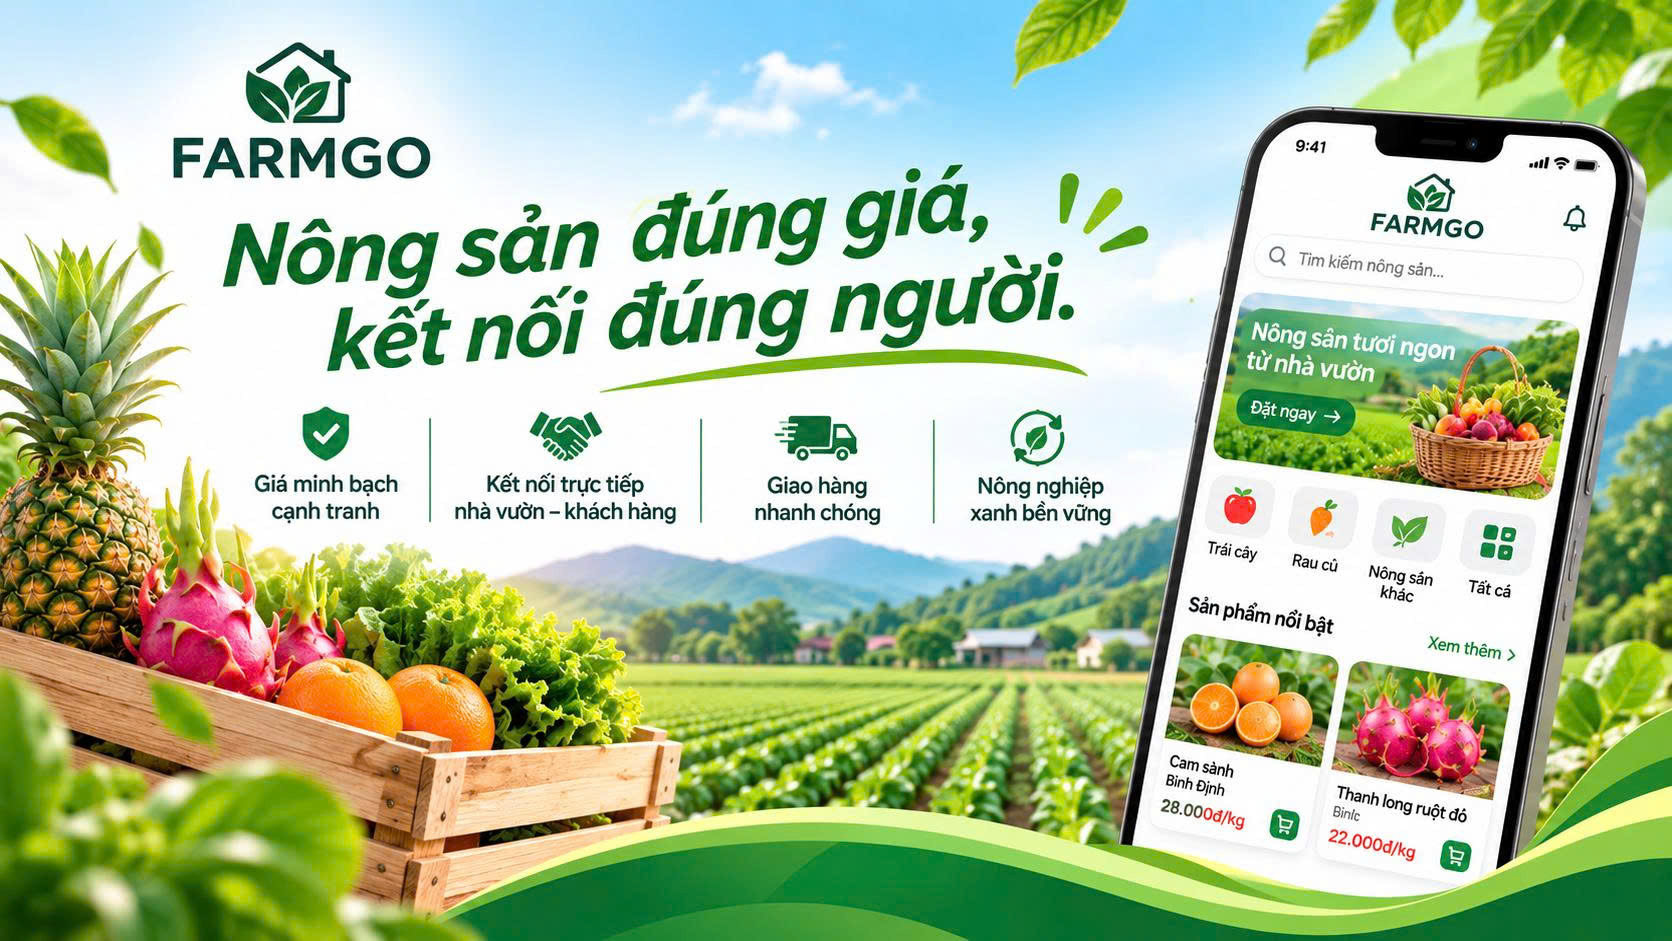 FARMGO
Nông sản đúng giá,
kết nối đúng người.
Giá minh bạch
cạnh tranh
Kết nối trực tiếp
nhà vườn – khách hàng
Giao hàng
nhanh chóng
Nông nghiệp
xanh bền vững
9:41
FARMGO
Tìm kiếm nông sản...
Nông sản tươi ngon
từ nhà vườn
Đặt ngay →
Trái cây
Rau củ
Nông sản
khác
Tất cả
Sản phẩm nổi bật
Xem thêm >
Cam sành
Bình Định
28.000đ/kg
Thanh long ruột đỏ
Binlc
22.000đ/kg